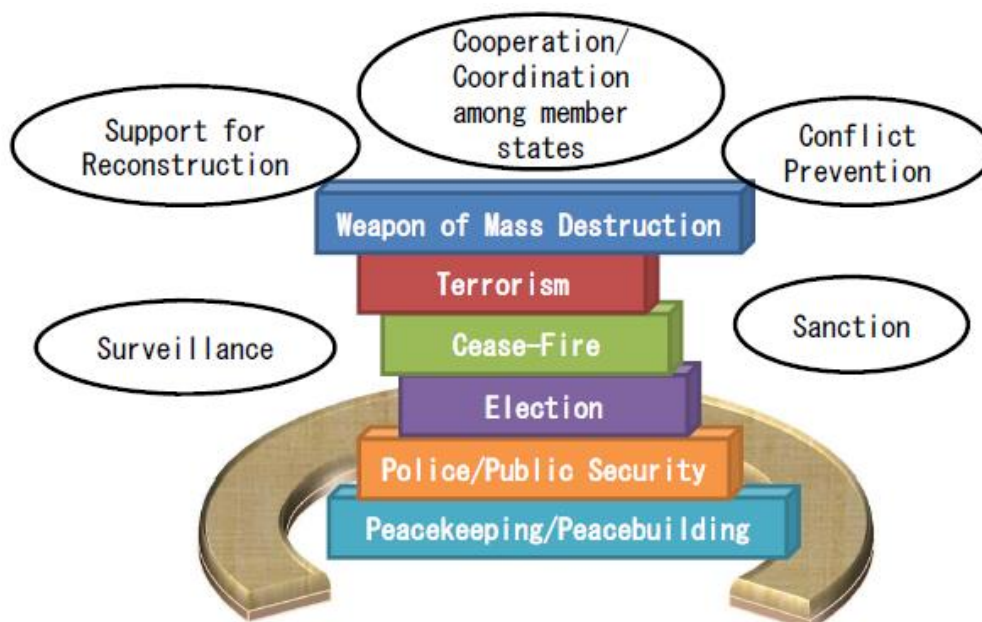 Cooperation/
Coordination
among member
states
Support for
Reconstruction
Conflict
Prevention
Weapon of Mass Destruction
Terrorism
Surveillance
Cease-Fire
Sanction
Election
Police/Public Security
Peacekeeping/Peacebuilding